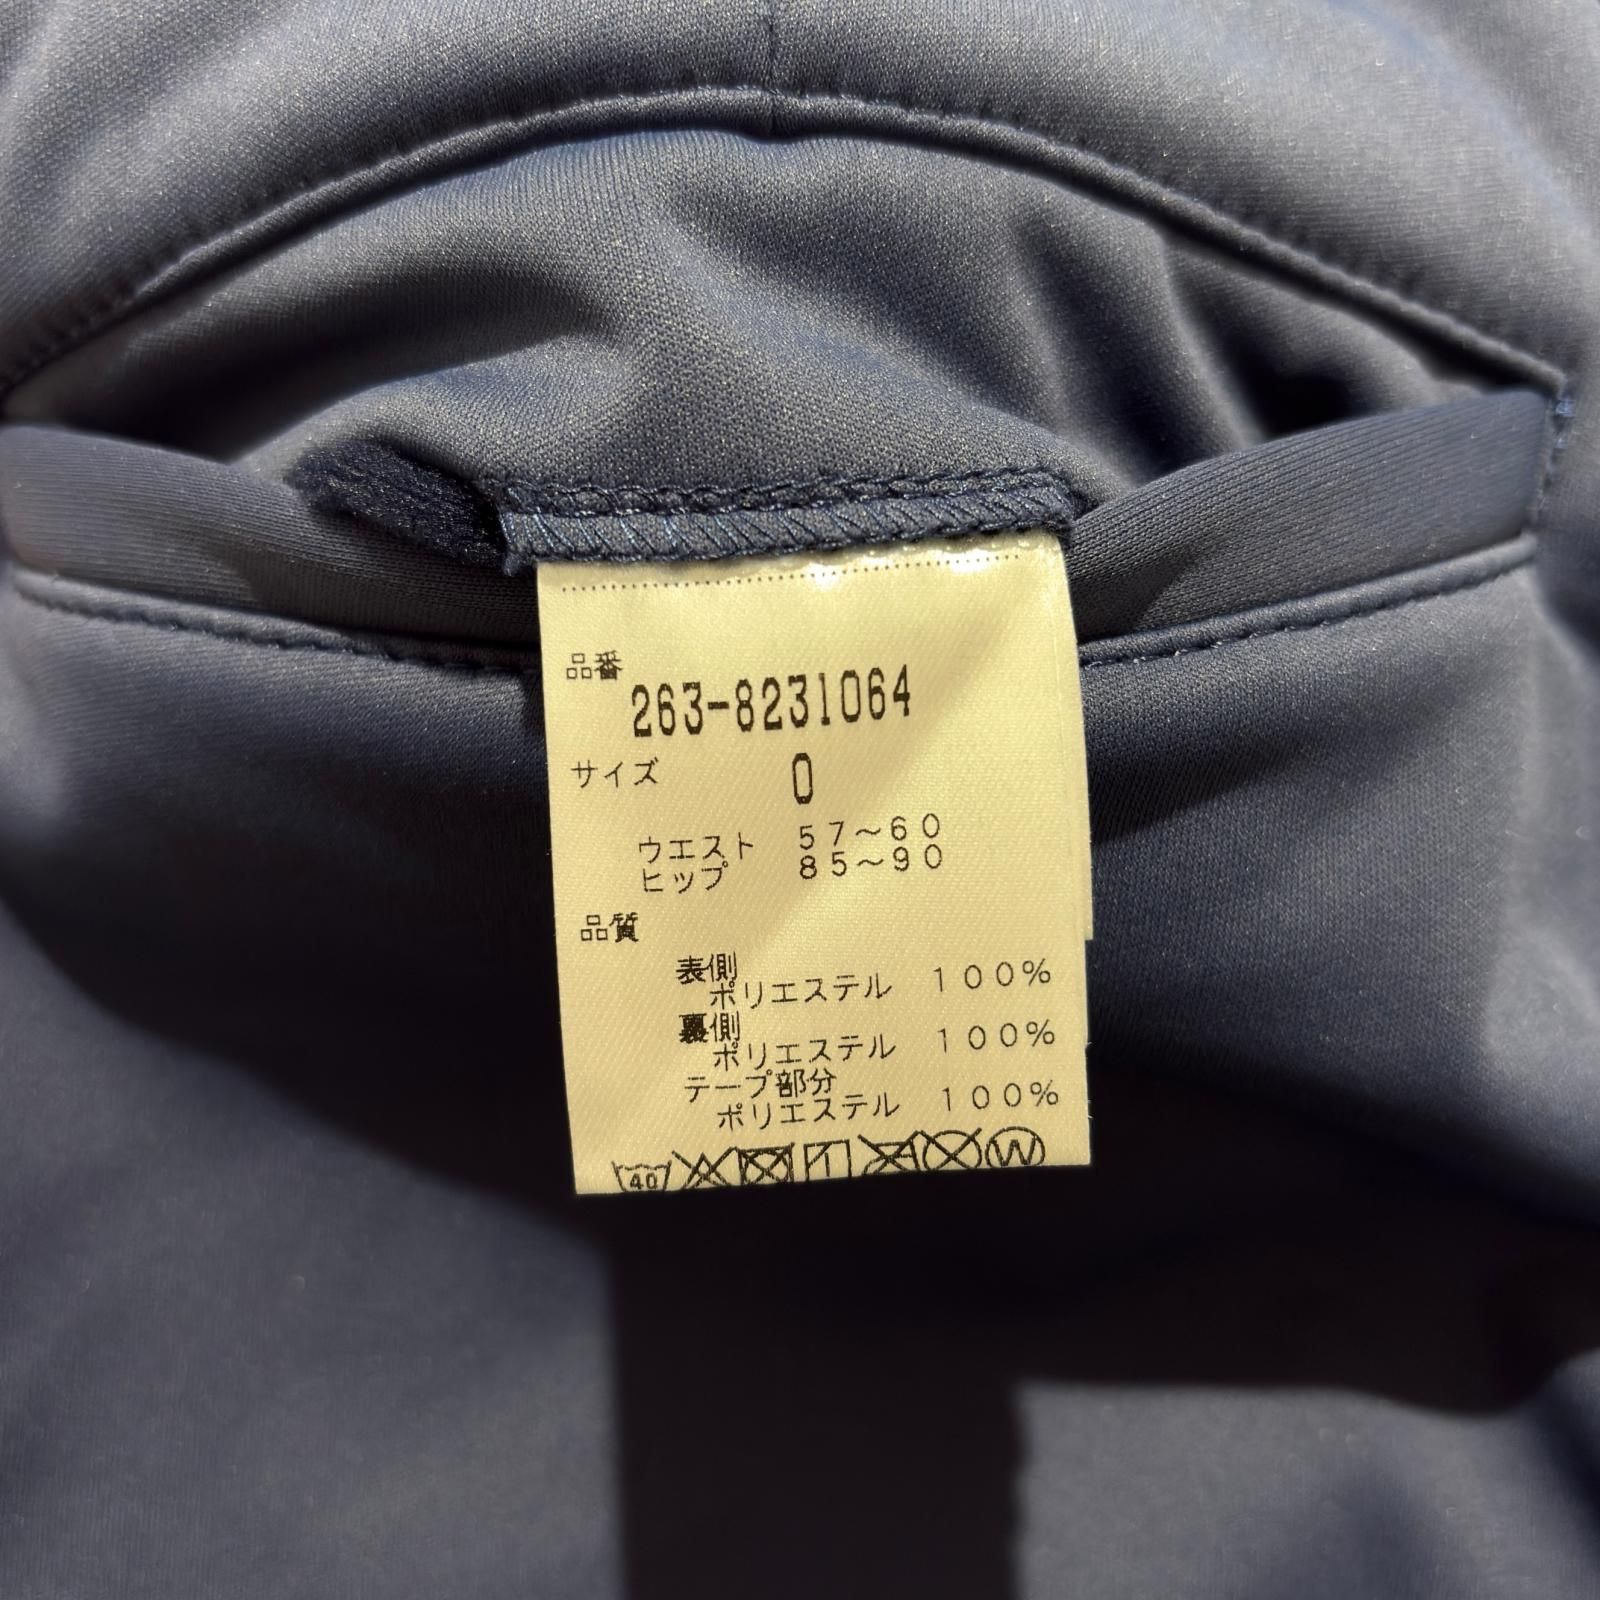 品番
263-8231064
サイズ 0
ウエスト 57～60
ヒップ 85～90
品質
表側
ポリエステル 100%
裏側
ポリエステル 100%
テープ部分
ポリエステル 100%
40 W